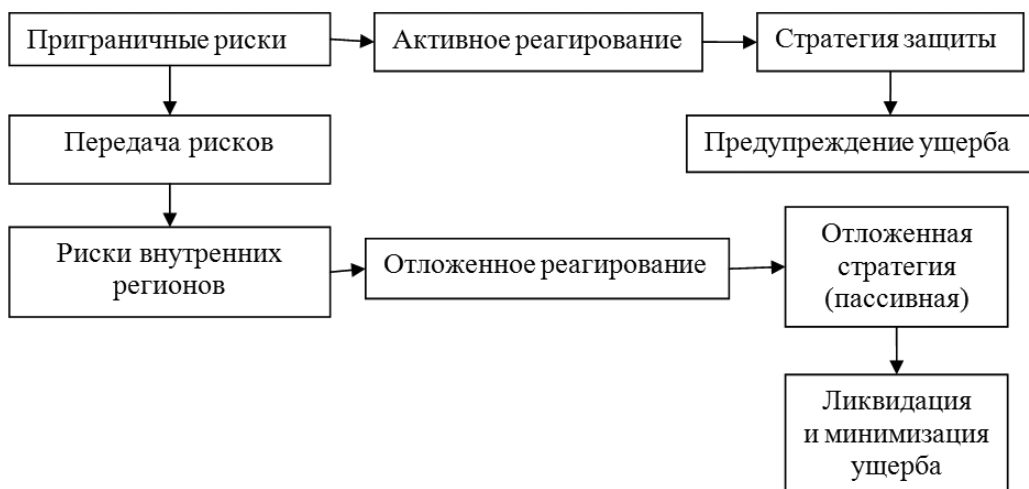 Приграничные риски
Активное реагирование
Стратегия защиты
Передача рисков
Предупреждение ущерба
Риски внутренних
регионов
Отложенное реагирование
Отложенная
стратегия
(пассивная)
Ликвидация
и минимизация
ущерба